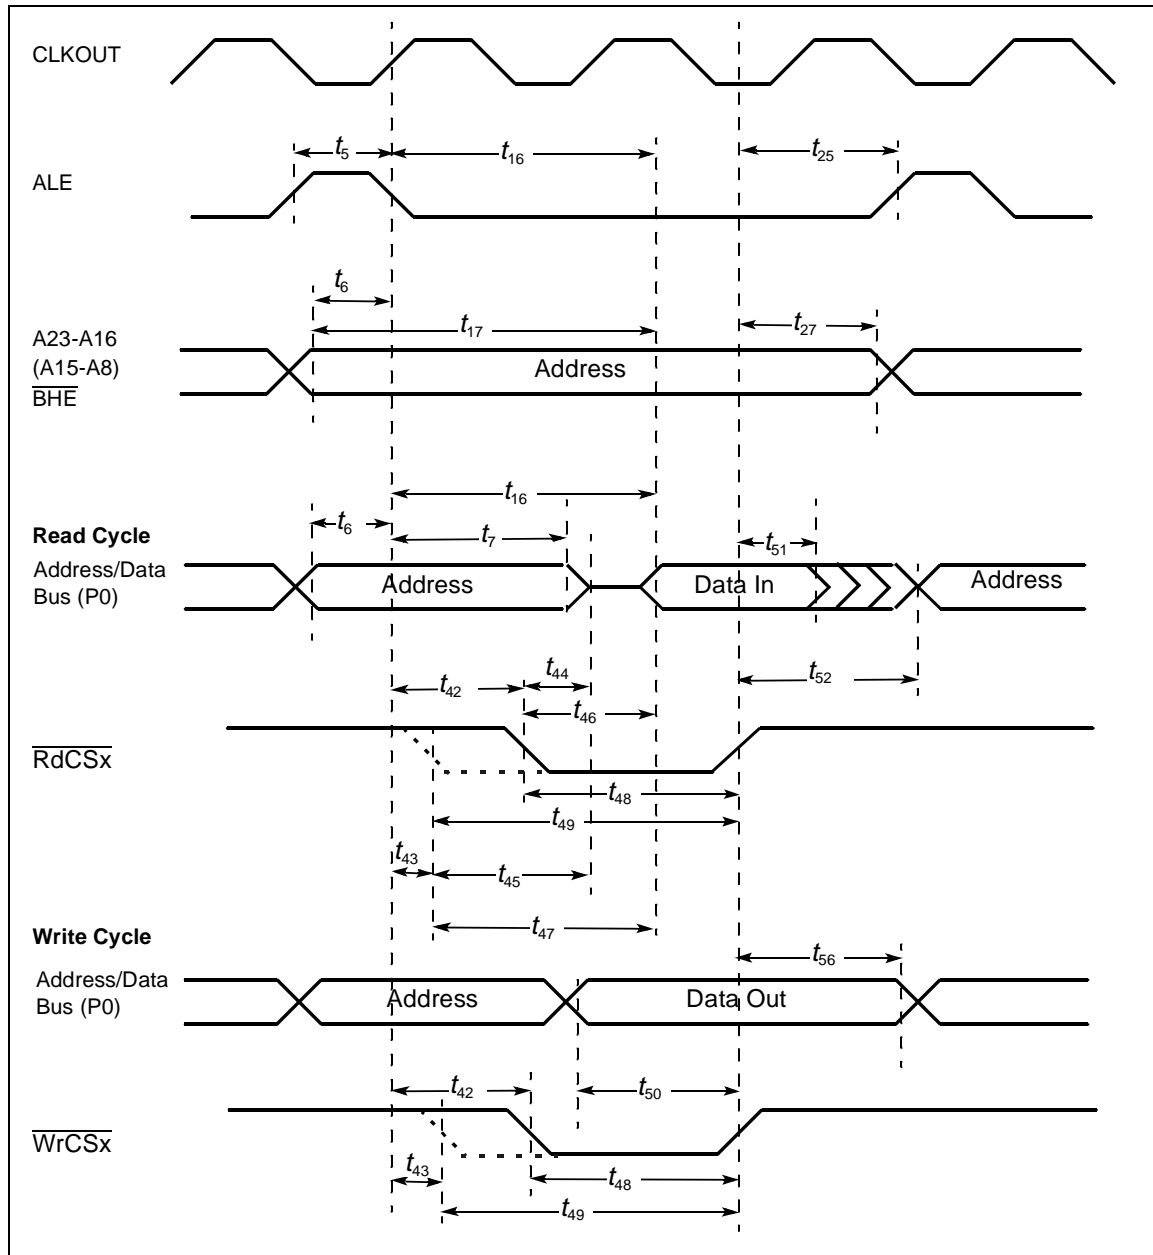 CLKOUT
t5
t16
t25
ALE
t6
t17
t27
A23-A16
(A15-A8)
BHE
Address
t16
t6
t7
t51
Read Cycle
Address/Data
Bus (P0)
Address
Data In
Address
t42
t44
t52
t46
RdCSx
t48
t49
t43
t45
t47
Write Cycle
t56
Address/Data
Bus (P0)
Address
Data Out
t42
t50
WrCSx
t43
t48
t49